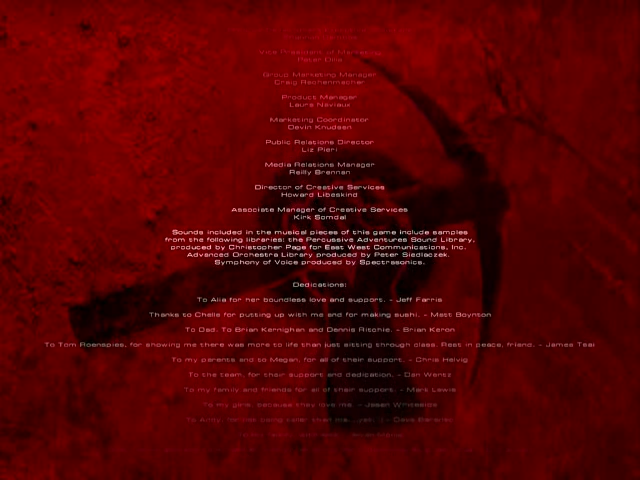 Vice President of Marketing
Peter Dille
Group Marketing Manager
Craig Rechenmacher
Product Manager
Laura Naviaux
Marketing Coordinator
Devin Knudsen
Public Relations Director
Liz Pieri
Media Relations Manager
Reilly Brennan
Director of Creative Services
Howard Liebeskind
Associate Manager of Creative Services
Kirk Somdal
Sounds included in the musical pieces of this game include samples
from the following libraries: the Percussive Adventures Sound Library,
produced by Christopher Page for East West Communications, Inc.
Advanced Orchestra Library produced by Peter Siedlaczek.
Symphony of Voice produced by Spectrasonics.
Dedications:
To Alia for her boundless love and support. - Jeff Farris
Thanks to Chella for putting up with me and for making sushi. - Matt Boynton
To Dad. To Brian Kernighan and Dennis Ritchie. - Brian Keron
To Tom Roenspies, for showing me there was more to life than just sitting through class. Rest in peace, friend. - James Tsai
To my parents and to Megan, for all of their support. - Chris Helvig
To the team, for their support and dedication. - Dan Wentz
To my family and friends for all of their support. - Mark Lewis
To my girls, because they love me. - Jason Whiteside
To Amy,